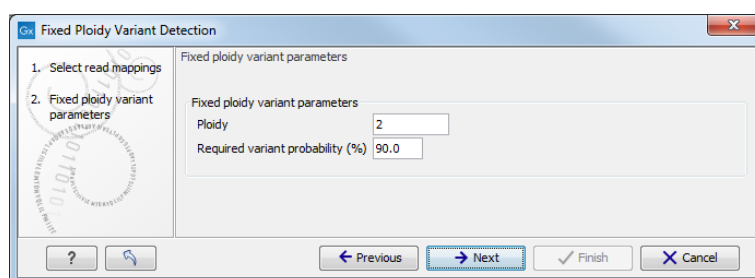 Gx Fixed Ploidy Variant Detection
1. Select read mappings
2. Fixed ploidy variant
parameters
Fixed ploidy variant parameters
Fixed ploidy variant parameters
Ploidy 2
Required variant probability (%) 90.0
? Previous Next Finish Cancel